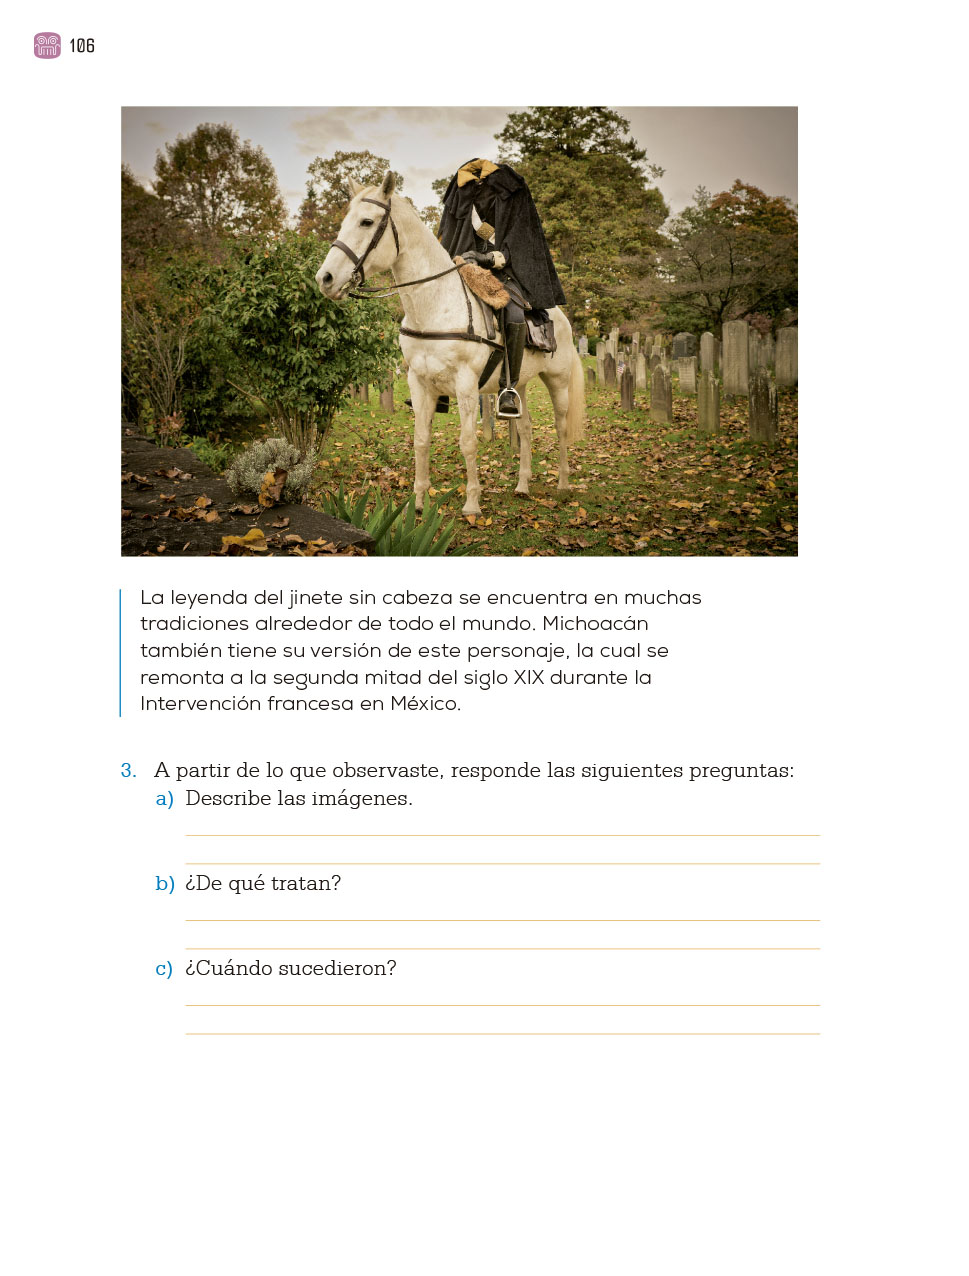 106
La leyenda del jinete sin cabeza se encuentra en muchas
tradiciones alrededor de todo el mundo. Michoacán
también tiene su versión de este personaje, la cual se
remonta a la segunda mitad del siglo XIX durante la
Intervención francesa en México.
3. A partir de lo que observaste, responde las siguientes preguntas:
a) Describe las imágenes.
b) ¿De qué tratan?
c) ¿Cuándo sucedieron?